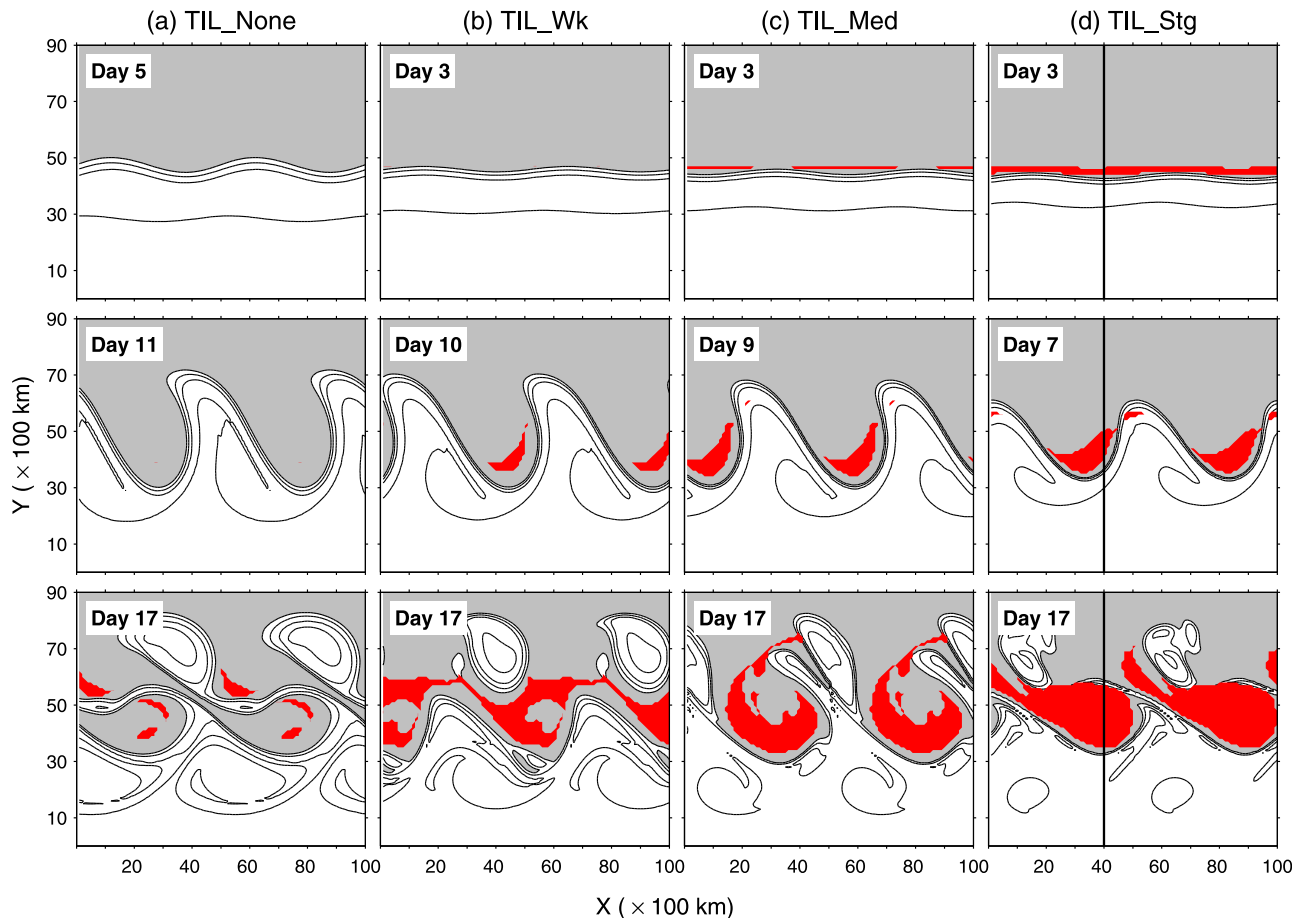 (a) TIL_None (b) TIL_Wk (c) TIL_Med (d) TIL_Stg
90
70
50
30
10
Day 5 Day 3 Day 3 Day 3
90
70
50
30
10
Day 11 Day 10 Day 9 Day 7
90
70
50
30
10
Day 17 Day 17 Day 17 Day 17
20 40 60 80 100 20 40 60 80 100 20 40 60 80 100 20 40 60 80 100
Y ( × 100 km)
X ( × 100 km)